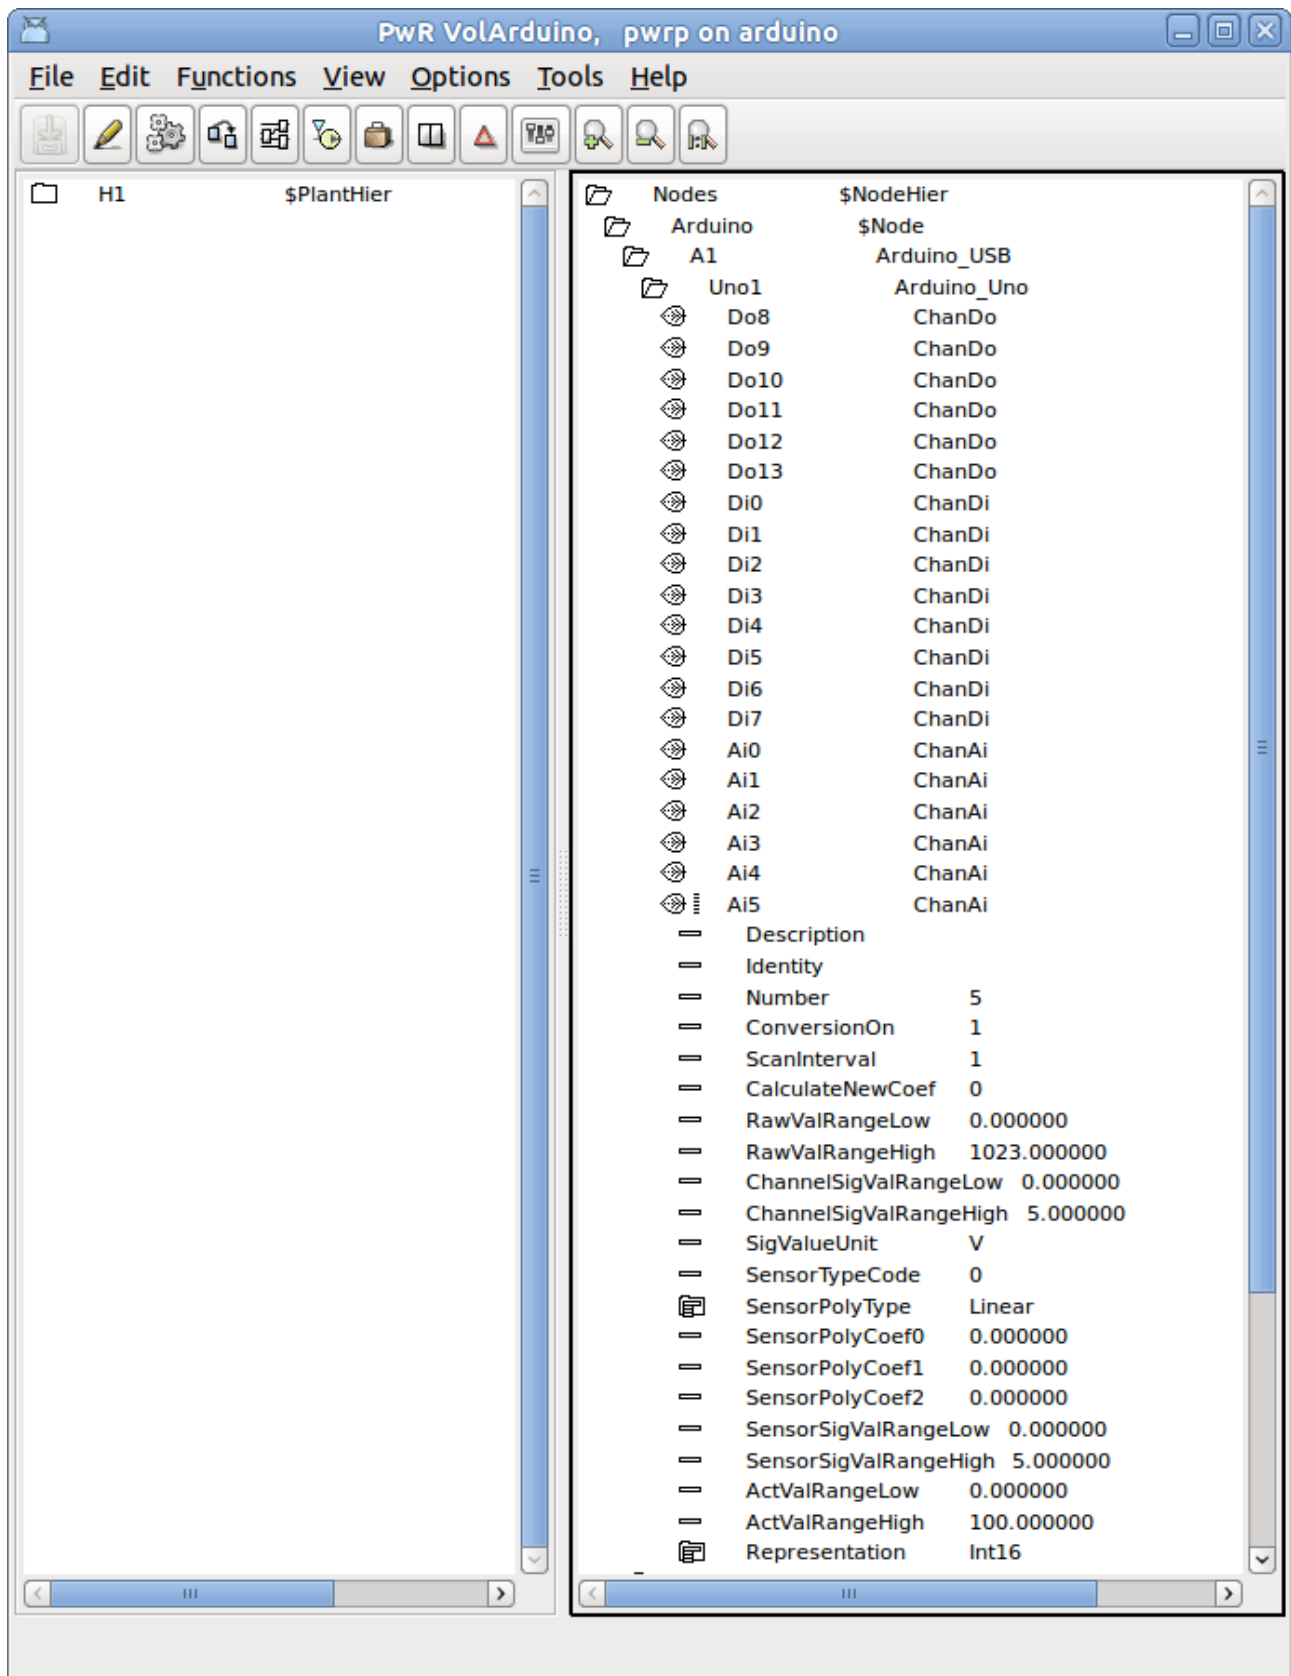 PwR VolArduino, pwrp on arduino
File Edit Functions View Options Tools Help
H1 $PlantHier
Nodes $NodeHier
Arduino $Node
A1 Arduino_USB
Uno1 Arduino_Uno
Do8 ChanDo
Do9 ChanDo
Do10 ChanDo
Do11 ChanDo
Do12 ChanDo
Do13 ChanDo
Di0 ChanDi
Di1 ChanDi
Di2 ChanDi
Di3 ChanDi
Di4 ChanDi
Di5 ChanDi
Di6 ChanDi
Di7 ChanDi
Ai0 ChanAi
Ai1 ChanAi
Ai2 ChanAi
Ai3 ChanAi
Ai4 ChanAi
Ai5 ChanAi
Description
Identity
Number 5
ConversionOn 1
ScanInterval 1
CalculateNewCoef 0
RawValRangeLow 0.000000
RawValRangeHigh 1023.000000
ChannelSigValRangeLow 0.000000
ChannelSigValRangeHigh 5.000000
SigValueUnit V
SensorTypeCode 0
SensorPolyType Linear
SensorPolyCoef0 0.000000
SensorPolyCoef1 0.000000
SensorPolyCoef2 0.000000
SensorSigValRangeLow 0.000000
SensorSigValRangeHigh 5.000000
ActValRangeLow 0.000000
ActValRangeHigh 100.000000
Representation Int16